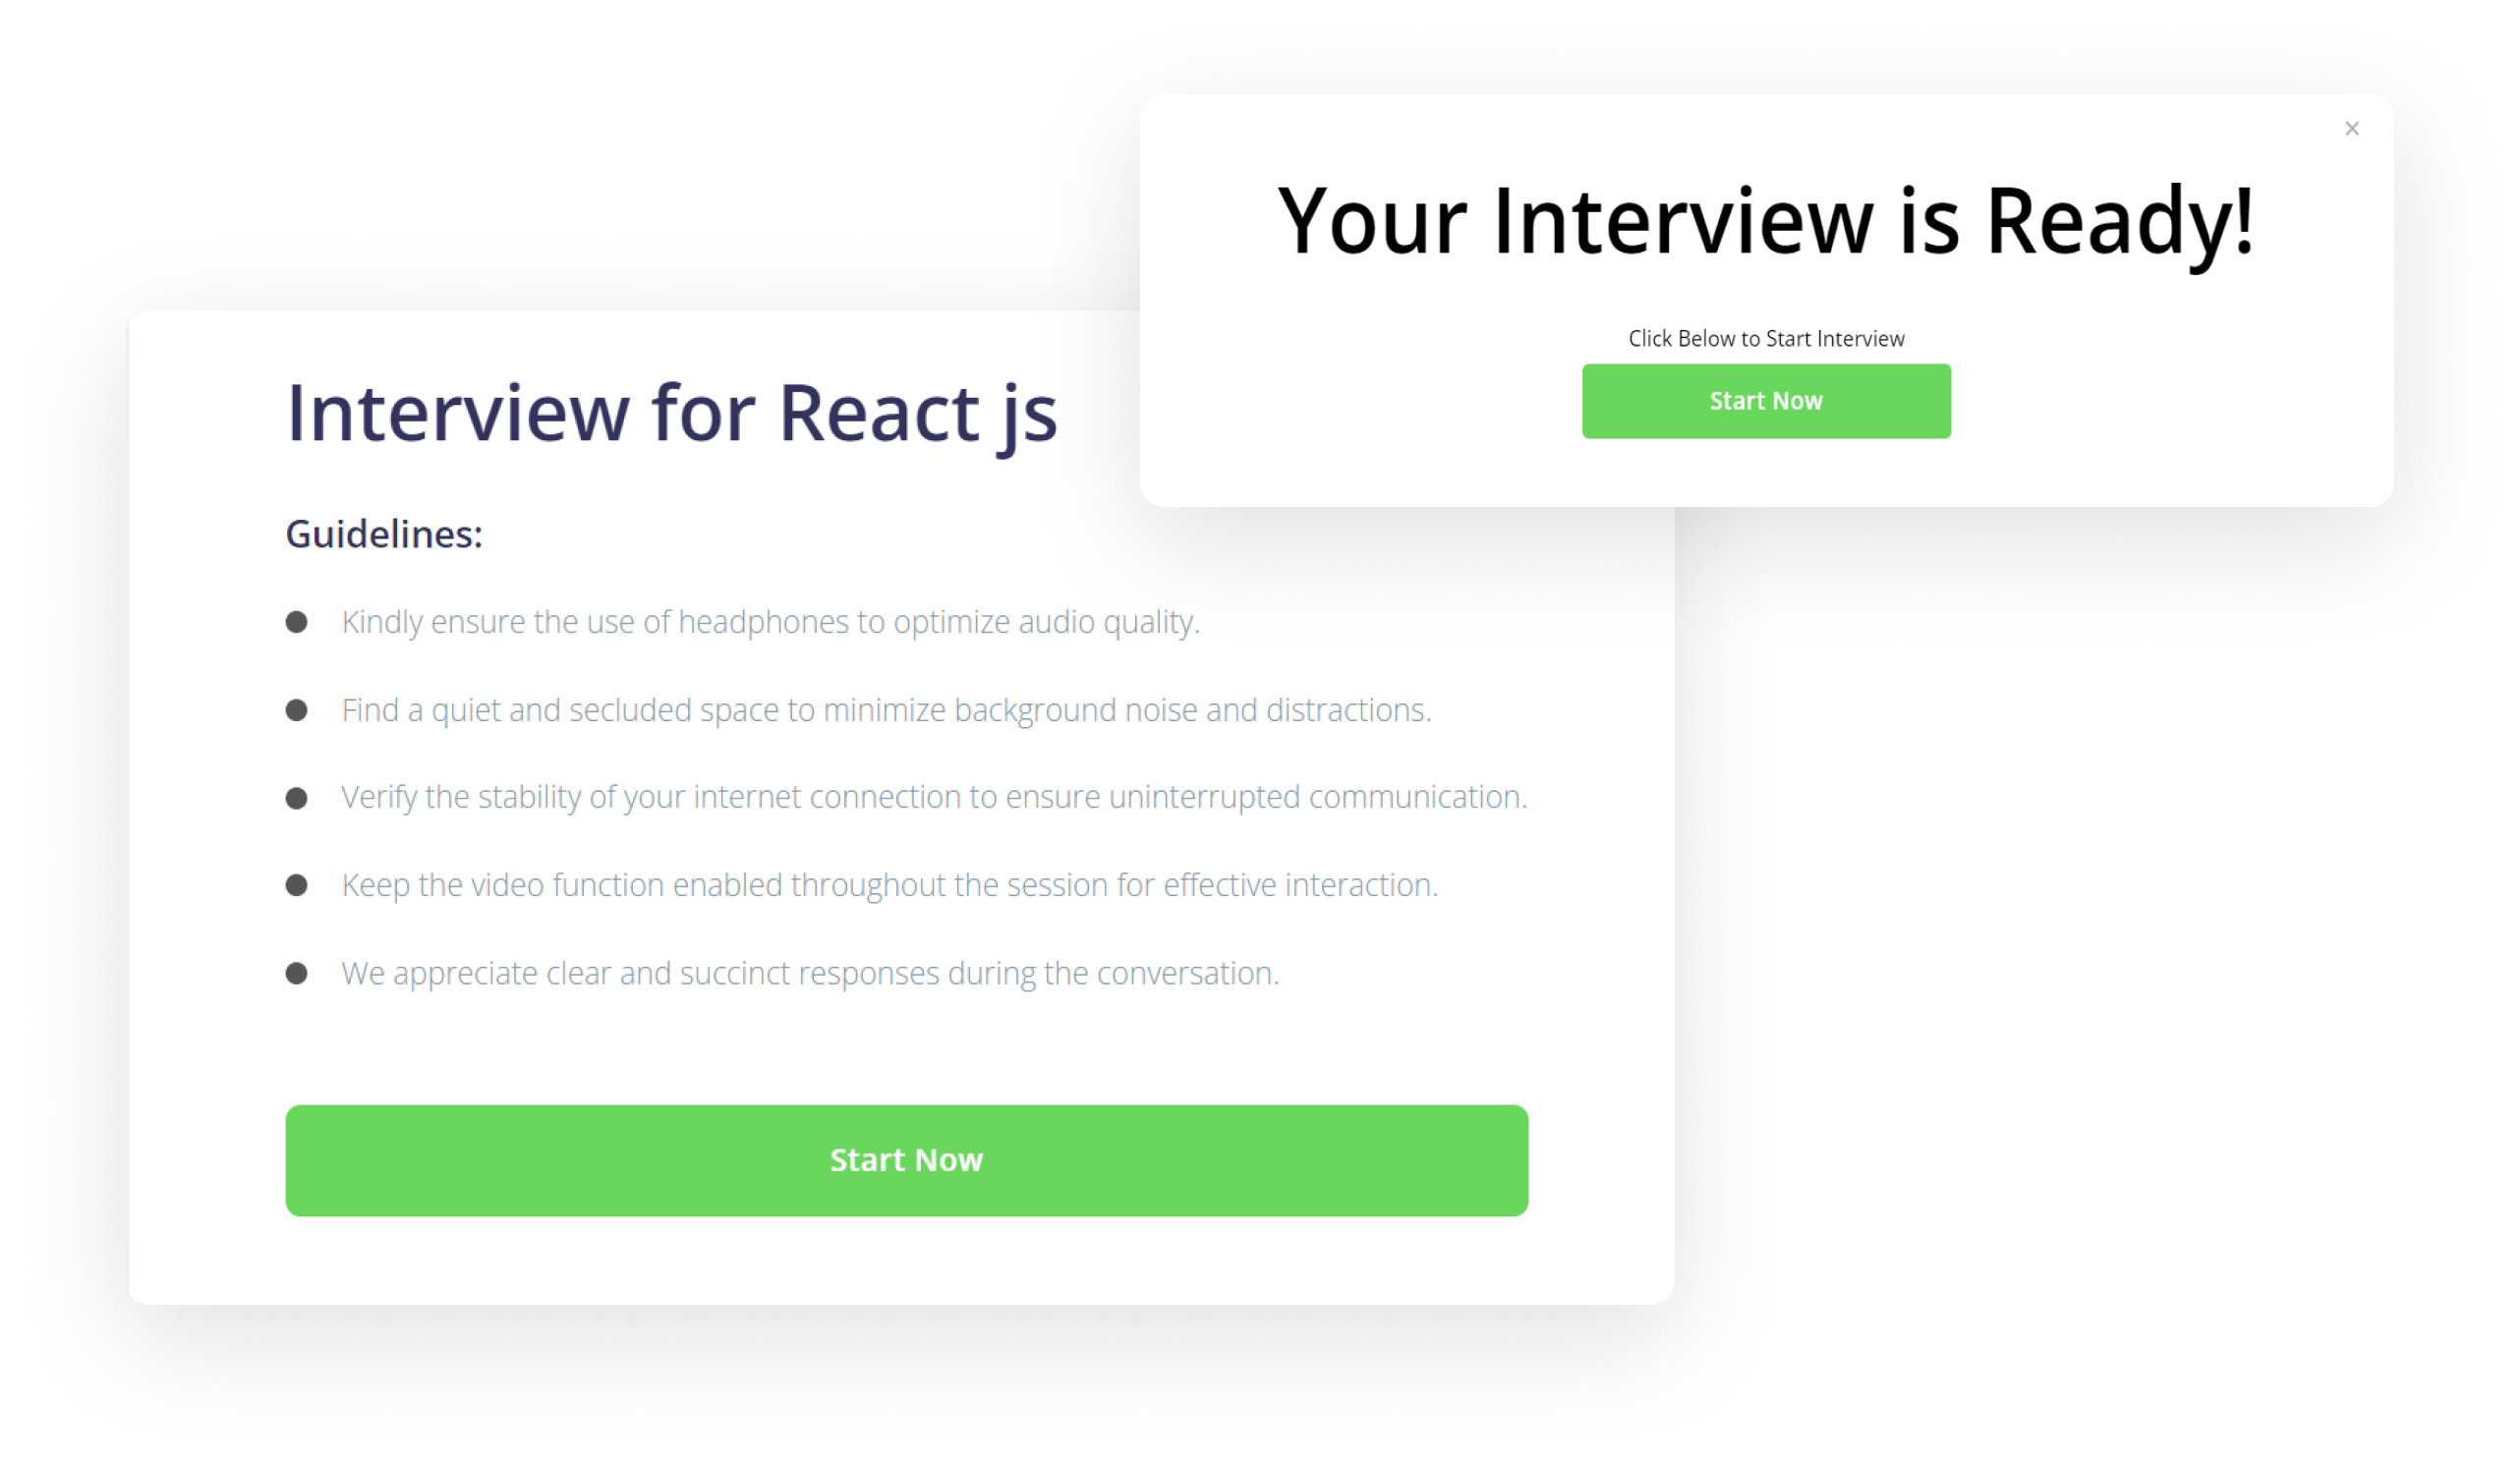 ×
Your Interview is Ready!
Click Below to Start Interview
Start Now
Interview for React js
Guidelines:
● Kindly ensure the use of headphones to optimize audio quality.
● Find a quiet and secluded space to minimize background noise and distractions.
● Verify the stability of your internet connection to ensure uninterrupted communication.
● Keep the video function enabled throughout the session for effective interaction.
● We appreciate clear and succinct responses during the conversation.
Start Now